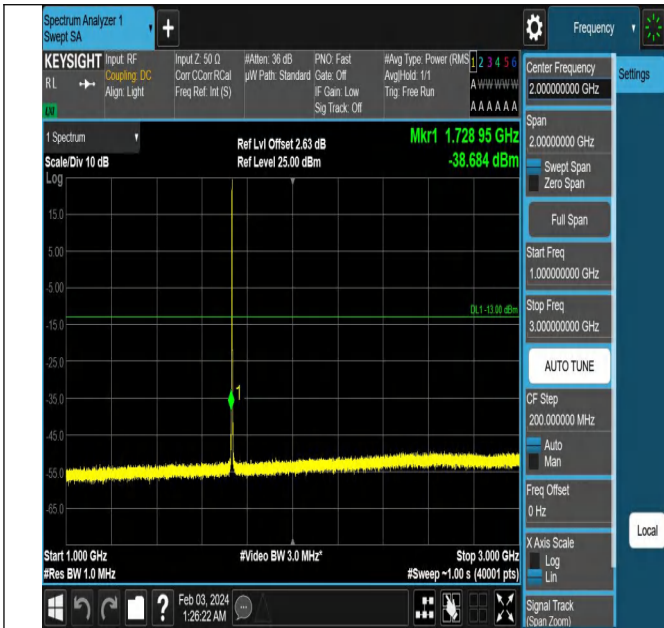 Spectrum Analyzer 1
Swept SA
Frequency
KEYSIGHT
RL
LXI
Input: RF
Coupling: DC
Align: Light
Input Z: 50 Ω
Corr CCorr RCal
Freq Ref: Int (S)
#Atten: 36 dB
µW Path: Standard
PNO: Fast
Gate: Off
IF Gain: Low
Sig Track: Off
#Avg Type: Power (RMS
Avg|Hold: 1/1
Trig: Free Run
1 2 3 4 5 6
A W W W W W
A A A A A A
1 Spectrum
Scale/Div 10 dB
Ref Lvl Offset 2.63 dB
Ref Level 25.00 dBm
Mkr1 1.728 95 GHz
-38.684 dBm
Log
15.0
5.00
-5.00
DL1 -13.00 dBm
-15.0
-25.0
-35.0
1
-45.0
-55.0
-65.0
Start 1.000 GHz
#Res BW 1.0 MHz
#Video BW 3.0 MHz*
Stop 3.000 GHz
#Sweep ~1.00 s (40001 pts)
Center Frequency
2.00000000 GHz
Settings
Span
2.00000000 GHz
Swept Span
Zero Span
Full Span
Start Freq
1.000000000 GHz
Stop Freq
3.000000000 GHz
AUTO TUNE
CF Step
200.000000 MHz
Auto
Man
Freq Offset
0 Hz
X Axis Scale
Log
Lin
Local
Signal Track
(Span Zoom)
Feb 03, 2024
1:26:22 AM